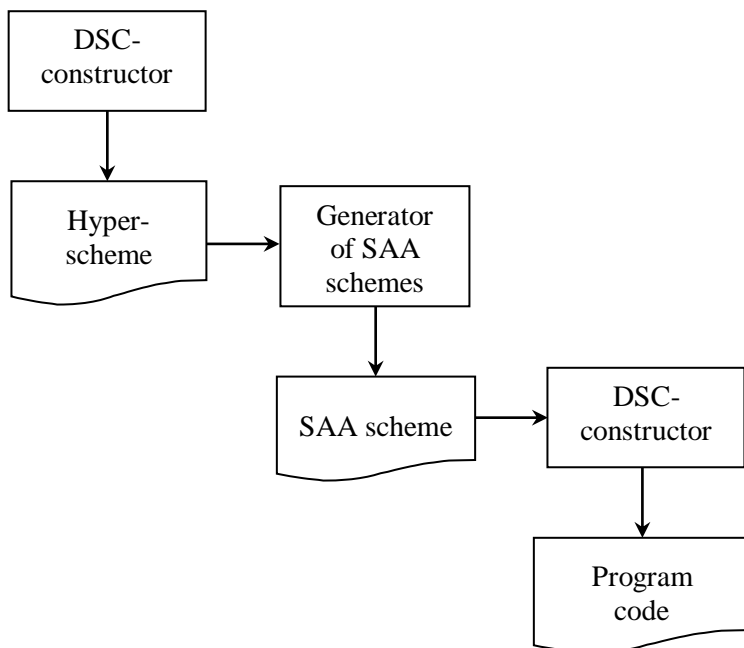 DSC-
constructor
Hyper-
scheme
Generator
of SAA
schemes
SAA scheme
DSC-
constructor
Program
code